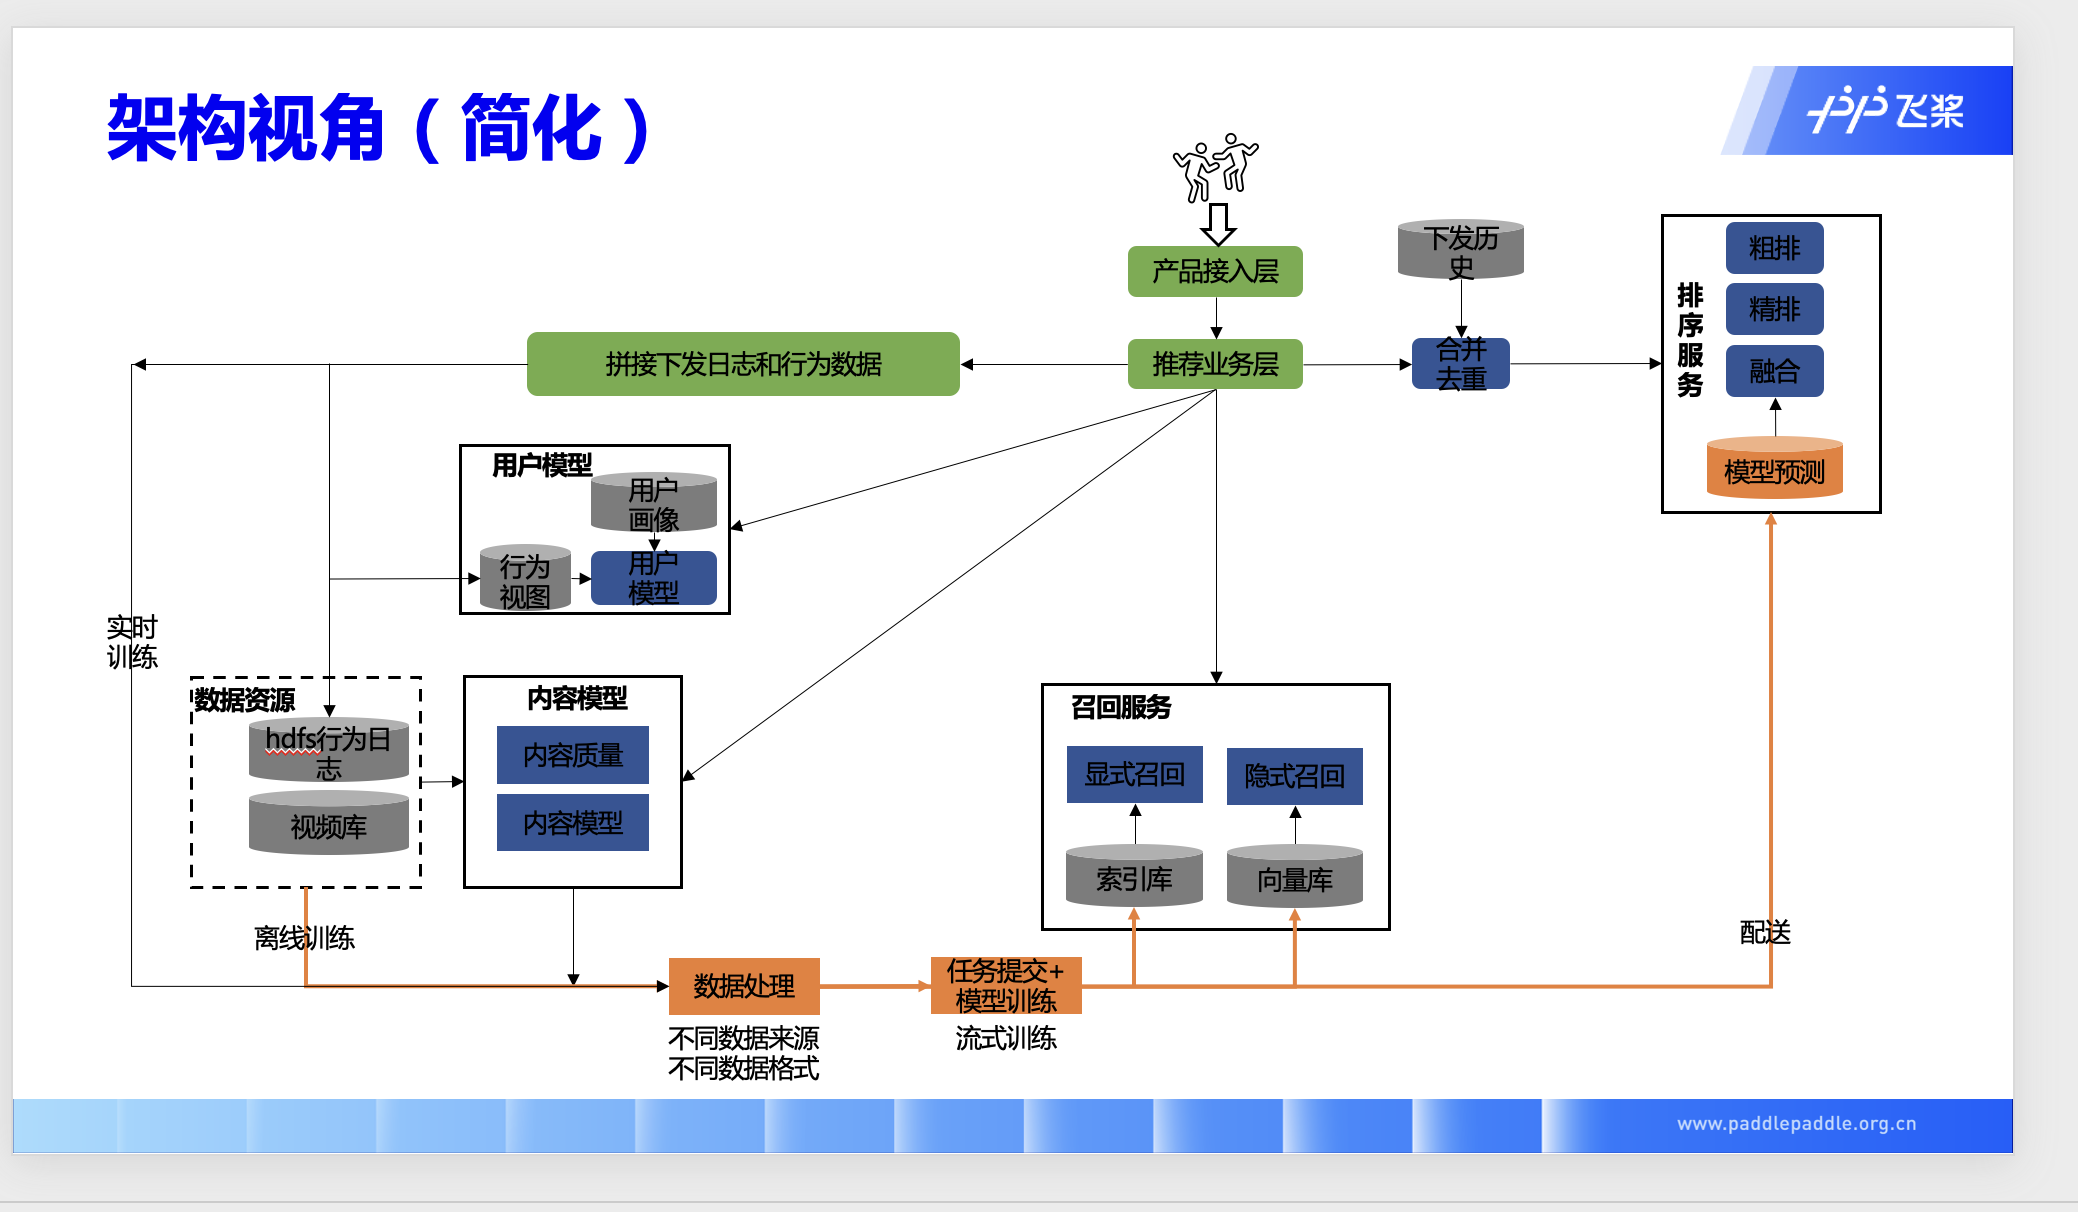 架构视角（简化）
飞桨
产品接入层
下发历
史
粗排
精排
融合
排
序
服
务
模型预测
拼接下发日志和行为数据
推荐业务层
合并
去重
用户模型
用户
画像
行为
视图
用户
模型
实时
训练
数据资源
hdfs行为日
志
视频库
内容模型
内容质量
内容模型
召回服务
显式召回
隐式召回
索引库
向量库
离线训练
配送
数据处理
任务提交+
模型训练
不同数据来源
不同数据格式
流式训练
www.paddlepaddle.org.cn